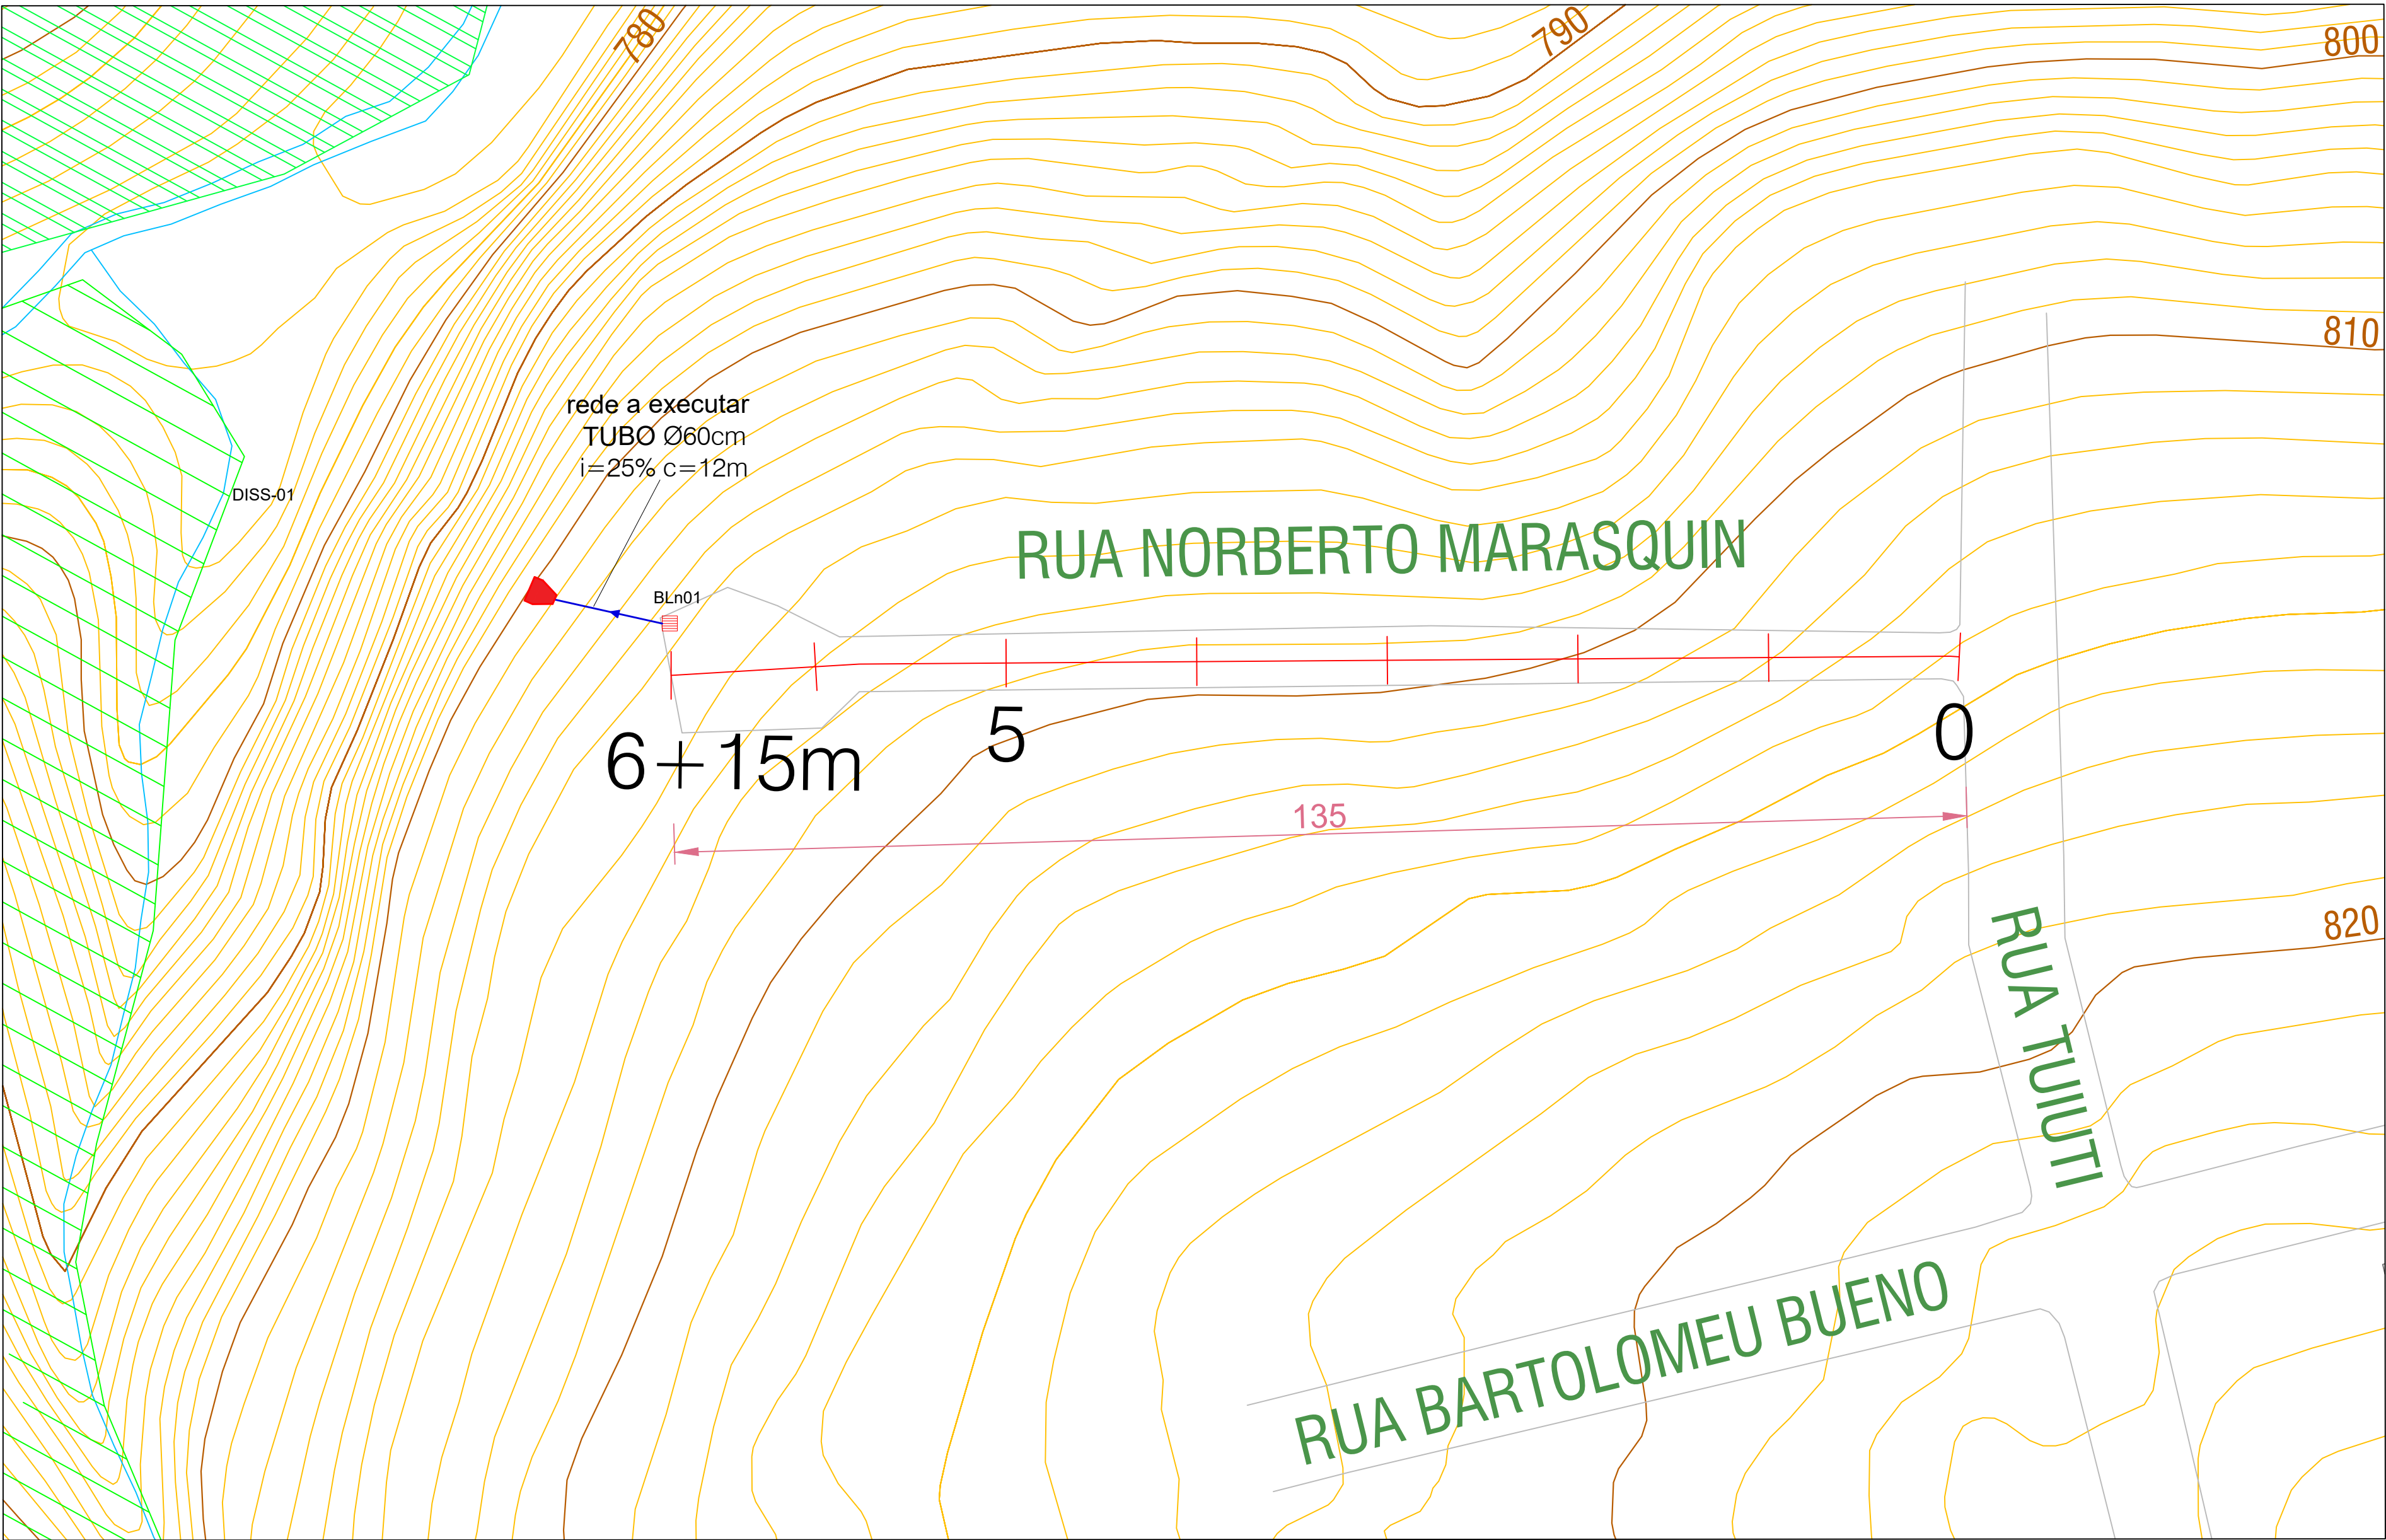 780
790
800
810
rede a executar
TUBO Ø60cm
i=25% c=12m
DISS-01
RUA NORBERTO MARASQUIN
BLn01
6+15m
5
0
135
820
RUA TUIUTI
RUA BARTOLOMEU BUENO